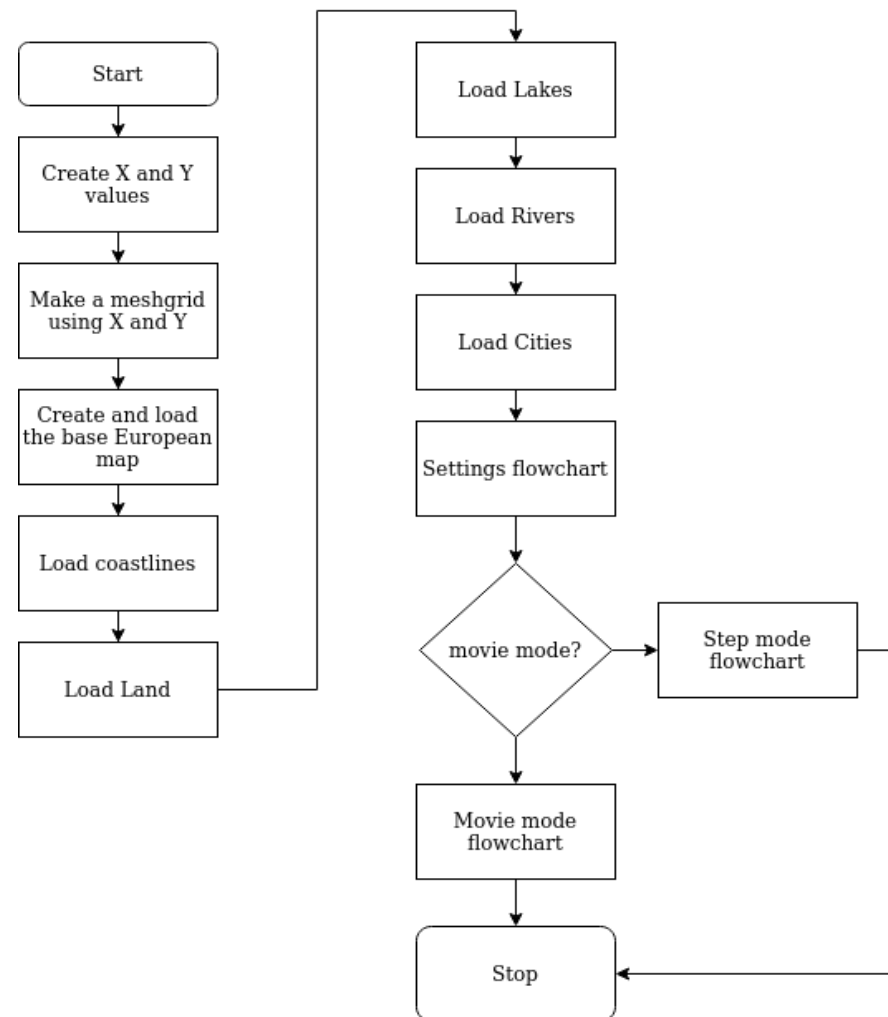 Start
Create X and Y
values
Make a meshgrid
using X and Y
Create and load
the base European
map
Load coastlines
Load Land
Load Lakes
Load Rivers
Load Cities
Settings flowchart
movie mode?
Step mode
flowchart
Movie mode
flowchart
Stop